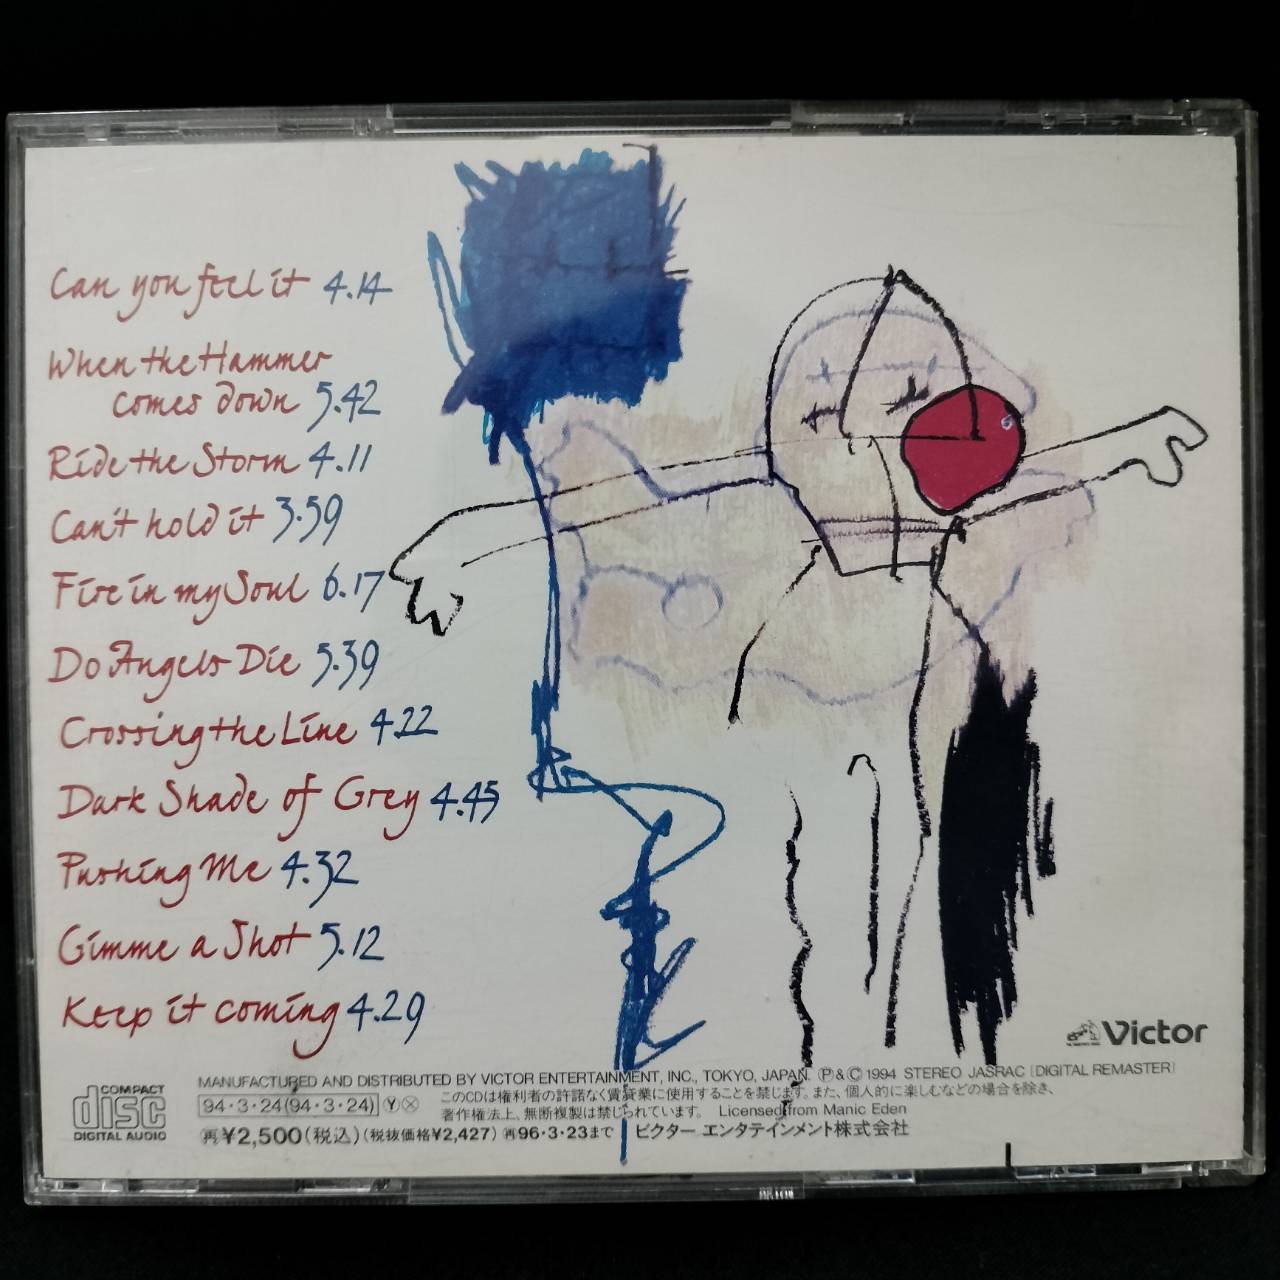 Can you feel it 4.14
When the Hammer
comes down 5.42
Ride the Storm 4.11
Can't hold it 3.59
Fire in my Soul 6.17
Do Angels Die 5.39
Crossing the Line 4.22
Dark Shade of Grey 4.45
Pushing Me 4.32
Gimme a Shot 5.12
Keep it coming 4.29
Victor
COMPACT
disc
DIGITAL AUDIO
MANUFACTURED AND DISTRIBUTED BY VICTOR ENTERTAINMENT, INC., TOKYO, JAPAN. Ⓟ&Ⓒ 1994 STEREO JASRAC [DIGITAL REMASTER]
94・3・24(94・3・24) Ⓨ Ⓧ このCDは権利者の許諾なく賃貸業に使用することを禁じます。また、個人的に楽しむなどの場合を除き、
著作権法上、無断複製は禁じられています。 Licensed from Manic Eden
再¥2,500(税込)(税抜価格¥2,427) 再96・3・23まで ビクター エンタテインメント株式会社